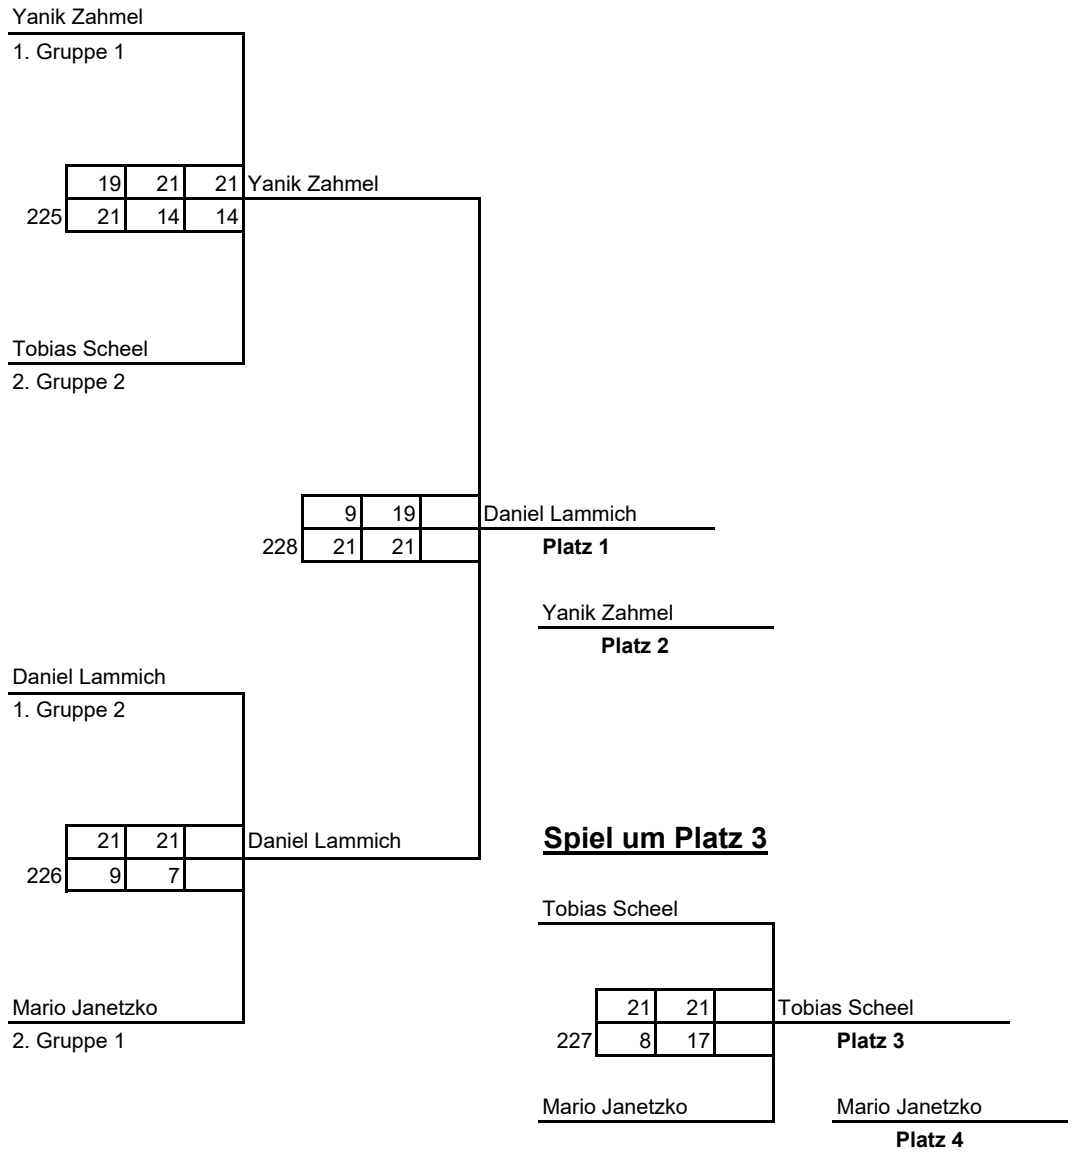 Yanik Zahmel
1. Gruppe 1
19 21 21 Yanik Zahmel
225 21 14 14
Tobias Scheel
2. Gruppe 2
9 19 Daniel Lammich
228 21 21 Platz 1
Yanik Zahmel
Platz 2
Daniel Lammich
1. Gruppe 2
21 21 Daniel Lammich
226 9 7
Mario Janetzko
2. Gruppe 1
Spiel um Platz 3
Tobias Scheel
21 21 Tobias Scheel
227 8 17 Platz 3
Mario Janetzko Mario Janetzko
Platz 4